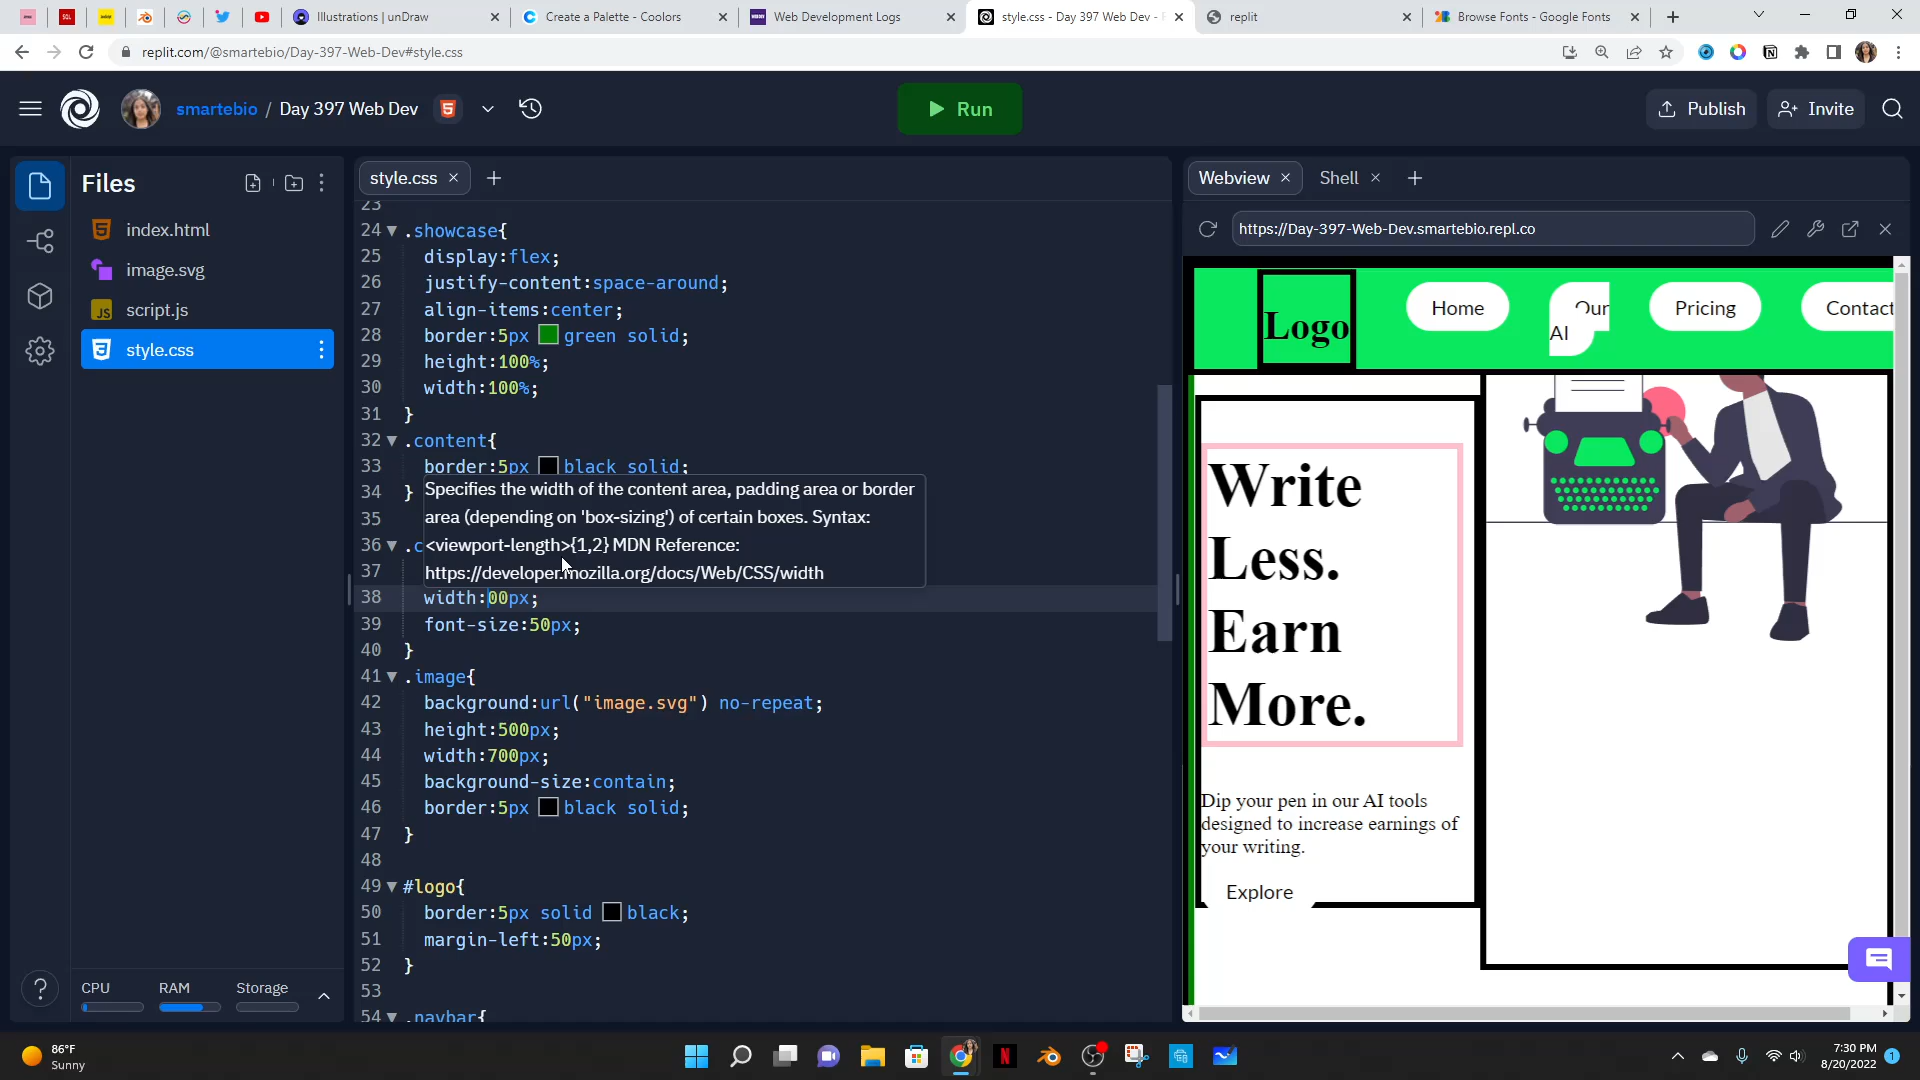 Illustrations | unDraw
Create a Palette - Coolors
Web Development Logs
style.css - Day 397 Web Dev -
replit
Browse Fonts - Google Fonts
replit.com/@smartebio/Day-397-Web-Dev#style.css
smartebio / Day 397 Web Dev
Run
Publish
Invite
Files
index.html
image.svg
script.js
style.css
CPU
RAM
Storage
style.css
23
24 .showcase{
25 display:flex;
26 justify-content:space-around;
27 align-items:center;
28 border:5px green solid;
29 height:100%;
30 width:100%;
31 }
32 .content{
33 border:5px black solid;
34 }
35
36 .c
37
Specifies the width of the content area, padding area or border
area (depending on 'box-sizing') of certain boxes. Syntax:
<viewport-length>{1,2} MDN Reference:
https://developer.mozilla.org/docs/Web/CSS/width
38 width:00px;
39 font-size:50px;
40 }
41 .image{
42 background:url("image.svg") no-repeat;
43 height:500px;
44 width:700px;
45 background-size:contain;
46 border:5px black solid;
47 }
48
49 #logo{
50 border:5px solid black;
51 margin-left:50px;
52 }
53
54 .navbar{
Webview
Shell
https://Day-397-Web-Dev.smartebio.repl.co
Logo
Home
Our
AI
Pricing
Contact
Write
Less.
Earn
More.
Dip your pen in our AI tools
designed to increase earnings of
your writing.
Explore
86°F
Sunny
7:30 PM
8/20/2022
1